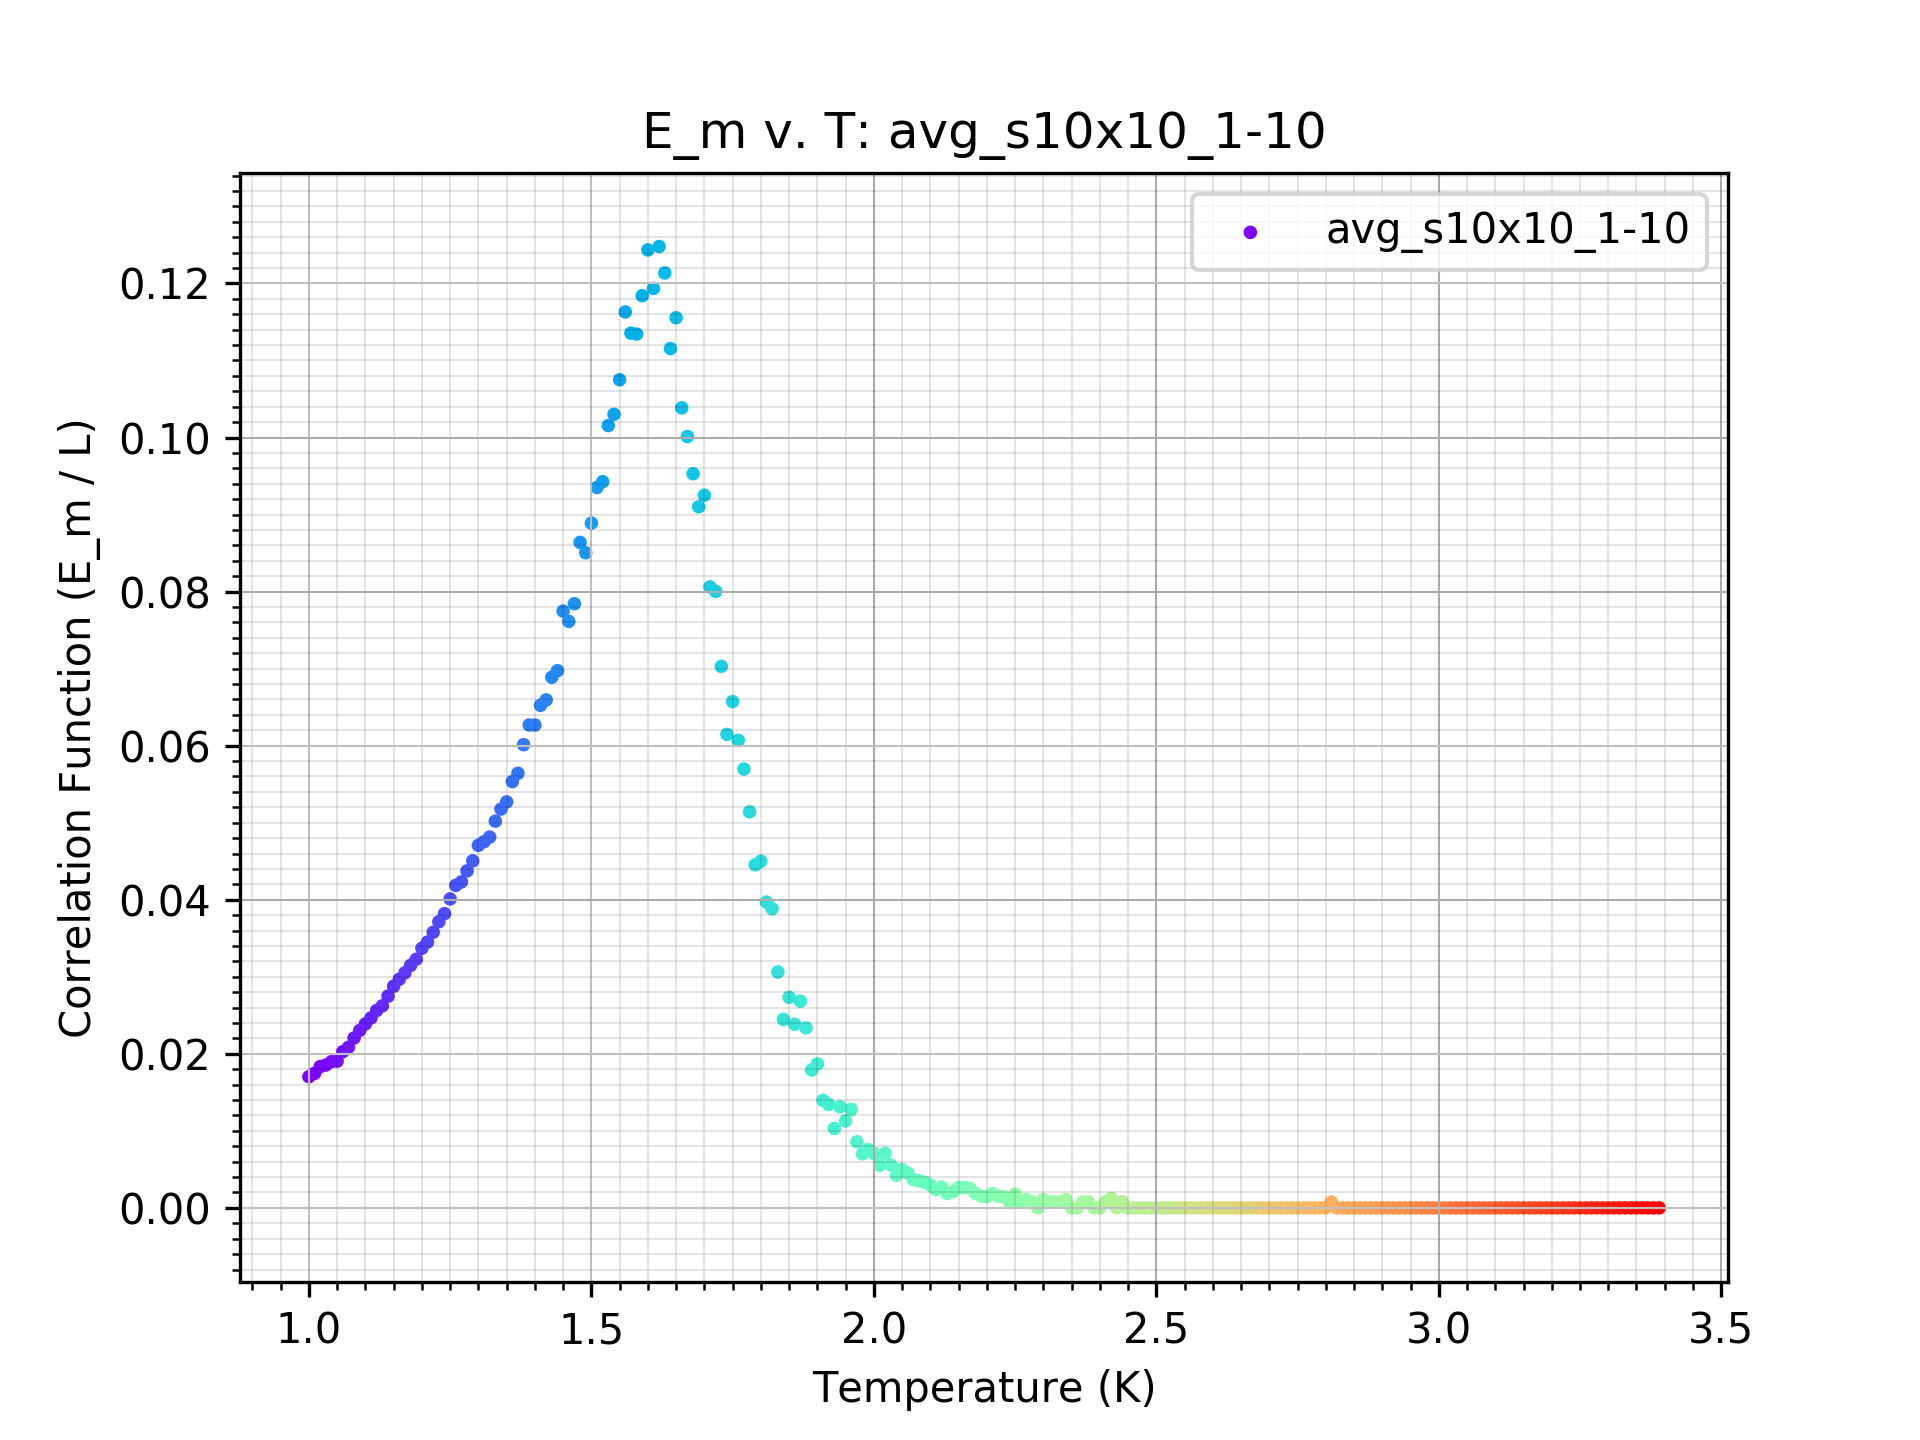 E_m v. T: avg_s10x10_1-10
avg_s10x10_1-10
Correlation Function (E_m / L)
0.12
0.10
0.08
0.06
0.04
0.02
0.00
1.0 1.5 2.0 2.5 3.0 3.5
Temperature (K)